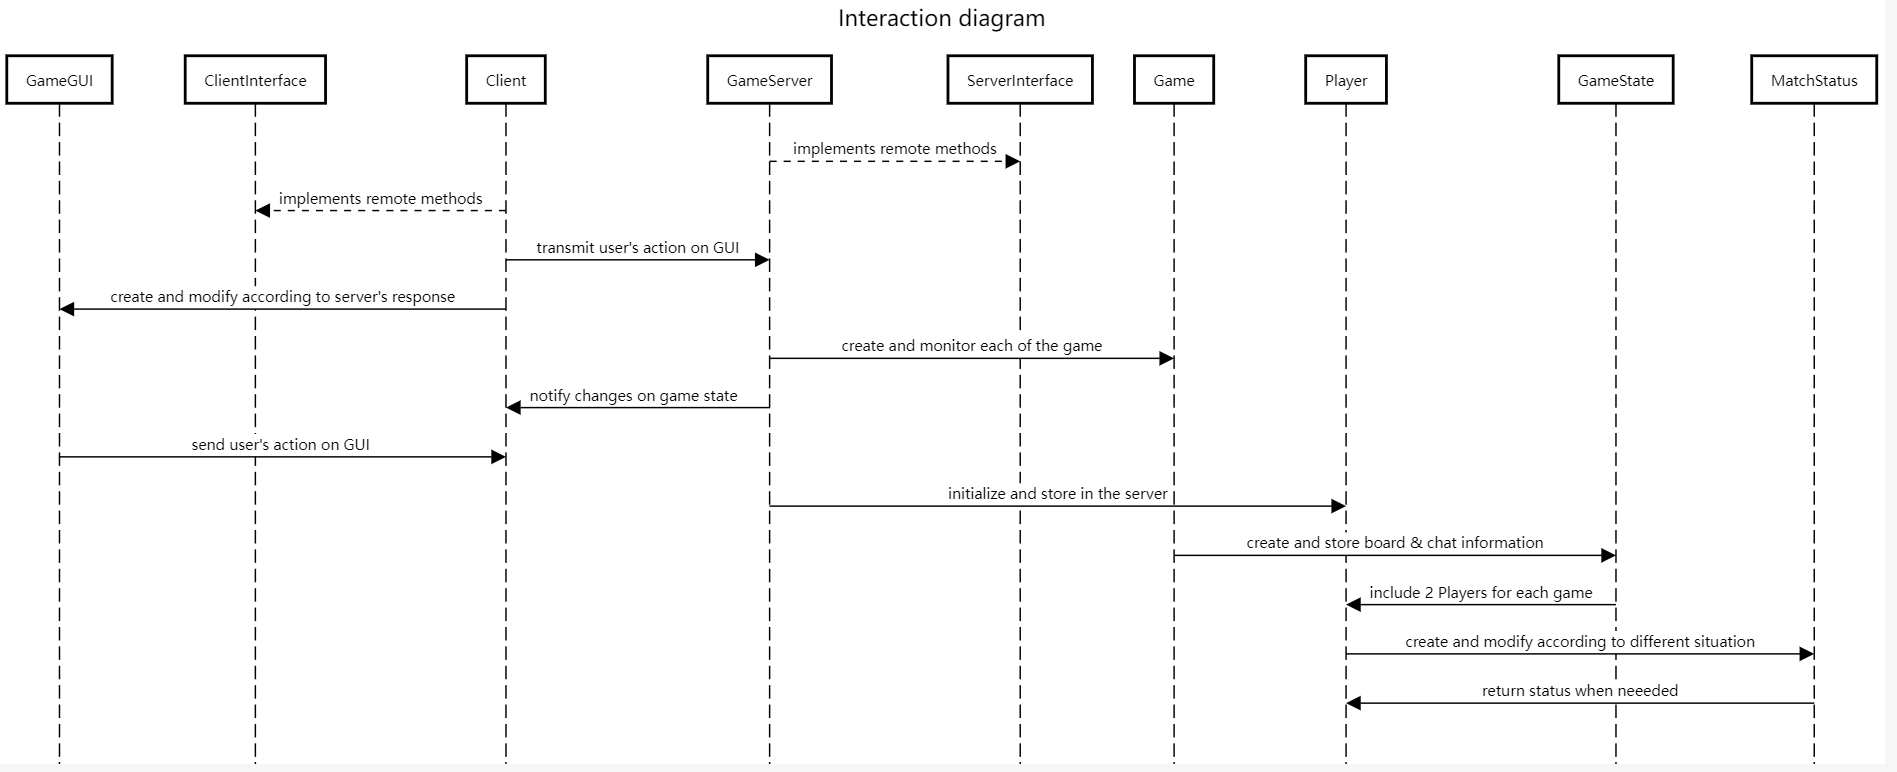 Interaction diagram
GameGUI
ClientInterface
Client
GameServer
ServerInterface
Game
Player
GameState
MatchStatus
implements remote methods
implements remote methods
transmit user's action on GUI
create and modify according to server's response
create and monitor each of the game
notify changes on game state
send user's action on GUI
initialize and store in the server
create and store board & chat information
include 2 Players for each game
create and modify according to different situation
return status when neeeded